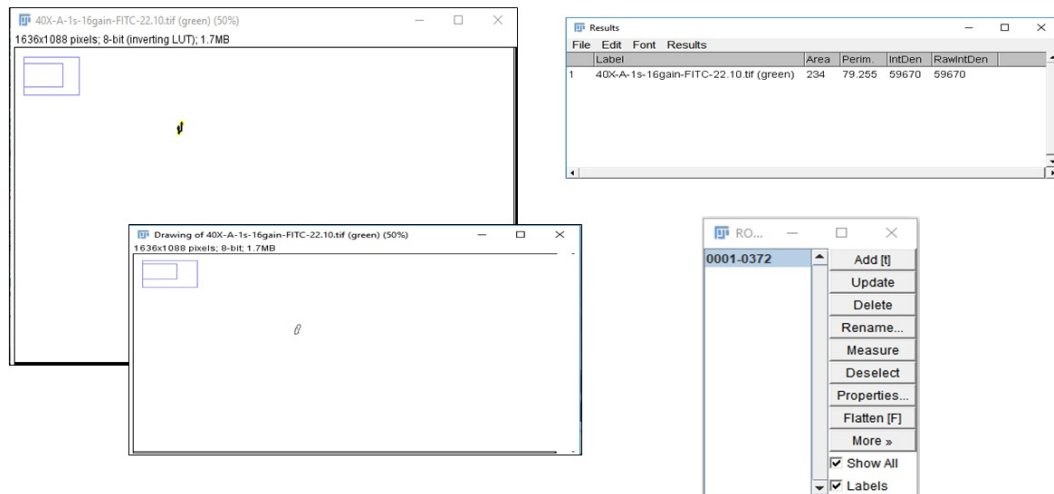 40X-A-1s-16gain-FITC-22.10.tif (green) (50%)
1636x1088 pixels; 8-bit (inverting LUT); 1.7MB
Drawing of 40X-A-1s-16gain-FITC-22.10.tif (green) (50%)
1636x1088 pixels; 8-bit; 1.7MB
Results
File Edit Font Results
Label Area Perim. IntDen RawIntDen
1 40X-A-1s-16gain-FITC-22.10.tif (green) 234 79.255 59670 59670
RO...
0001-0372
Add [t]
Update
Delete
Rename...
Measure
Deselect
Properties...
Flatten [F]
More »
Show All
Labels